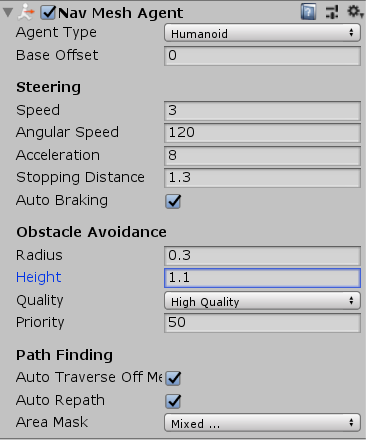 Nav Mesh Agent
Agent Type Humanoid
Base Offset 0
Steering
Speed 3
Angular Speed 120
Acceleration 8
Stopping Distance 1.3
Auto Braking
Obstacle Avoidance
Radius 0.3
Height 1.1
Quality High Quality
Priority 50
Path Finding
Auto Traverse Off Me
Auto Repath
Area Mask Mixed ...